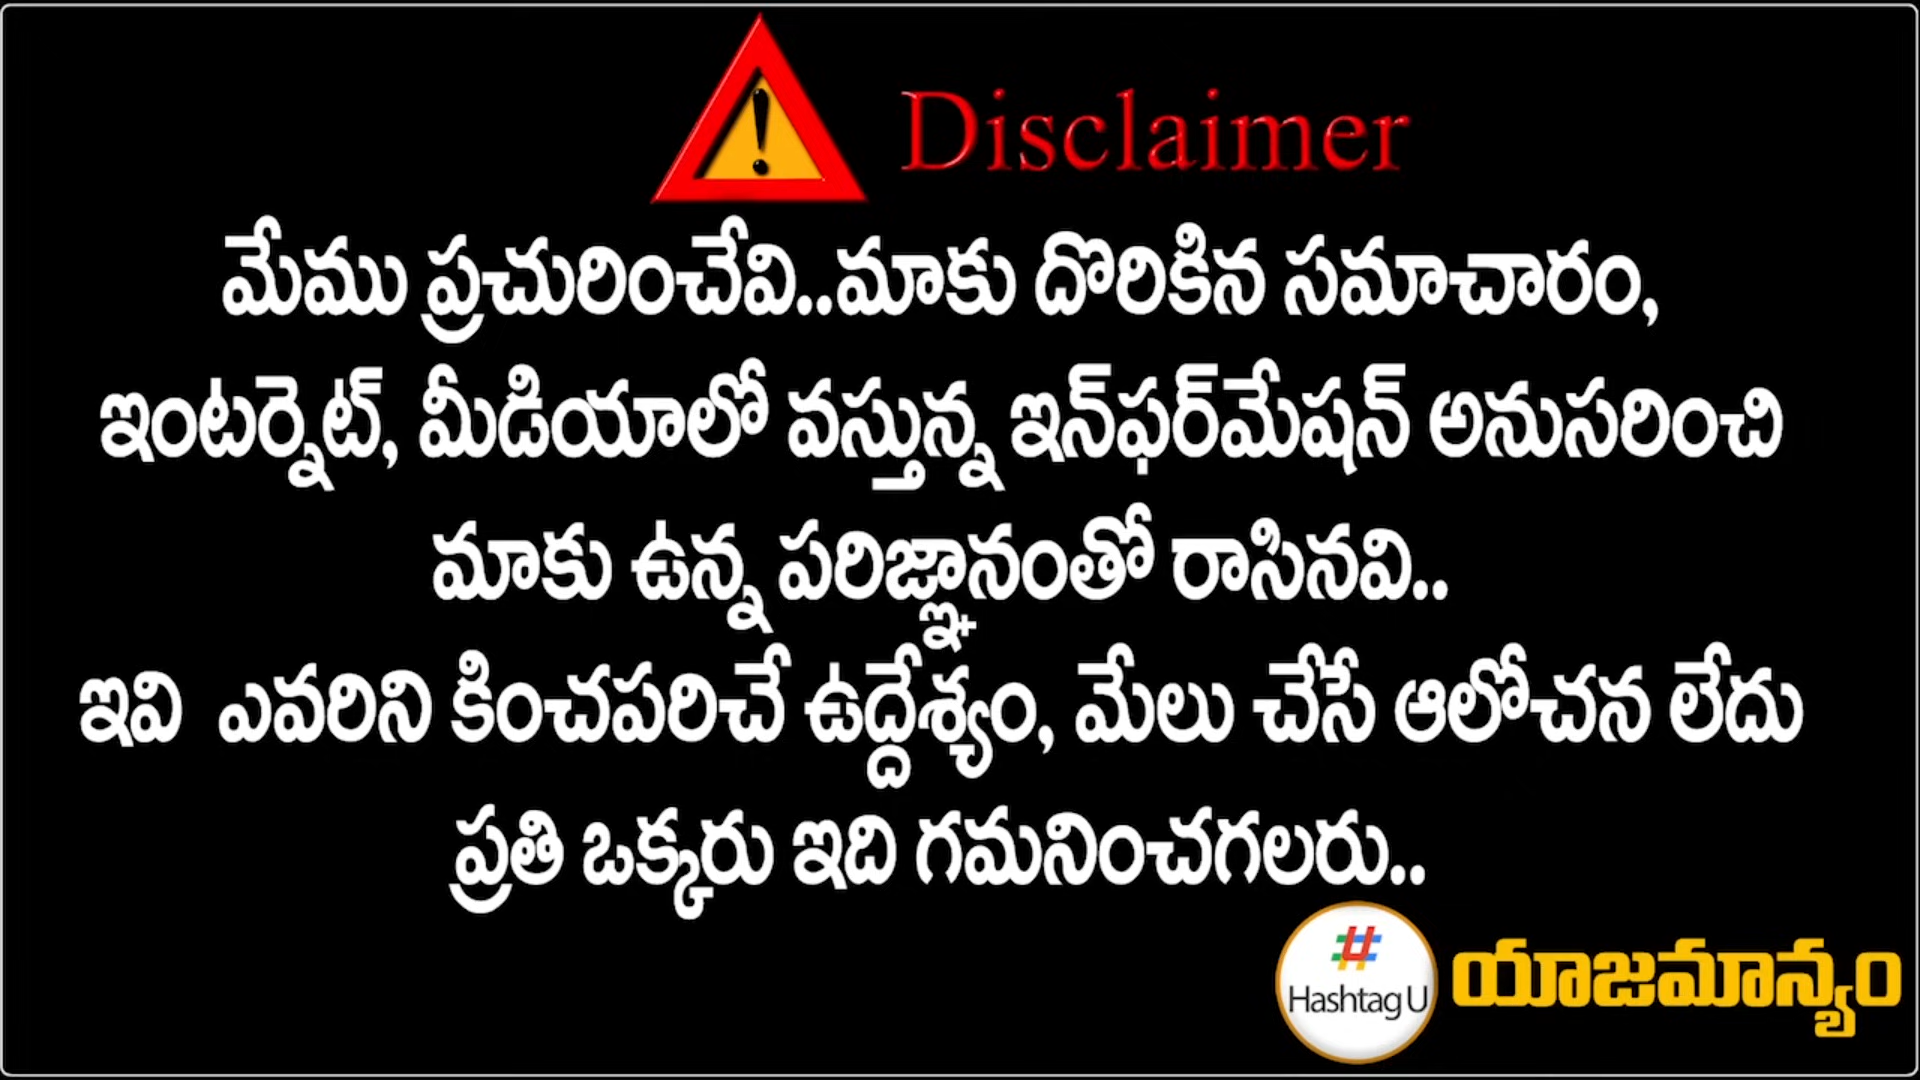 Disclaimer
మేము ప్రచురించేవి..మాకు దొరికిన సమాచారం,
ఇంటర్నెట్, మీడియాలో వస్తున్న ఇన్‌ఫర్‌మేషన్ అనుసరించి
మాకు ఉన్న పరిజ్ఞానంతో రాసినవి..
ఇవి ఎవరిని కించపరిచే ఉద్దేశ్యం, మేలు చేసే ఆలోచన లేదు
ప్రతి ఒక్కరు ఇది గమనించగలరు..
# Hashtag U
యాజమాన్యం